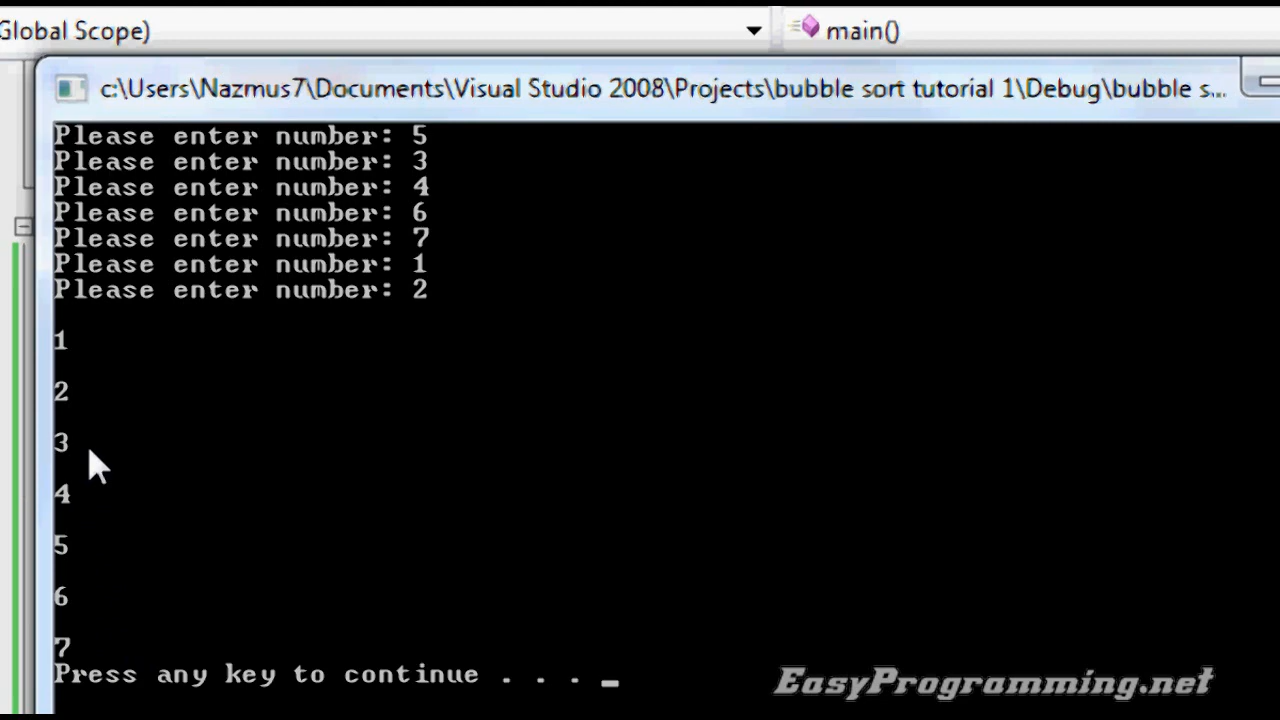 Global Scope)
main()
c:\Users\Nazmus7\Documents\Visual Studio 2008\Projects\bubble sort tutorial 1\Debug\bubble s...
Please enter number: 5
Please enter number: 3
Please enter number: 4
Please enter number: 6
Please enter number: 7
Please enter number: 1
Please enter number: 2
1
2
3
4
5
6
7
Press any key to continue . . . _
EasyProgramming.net